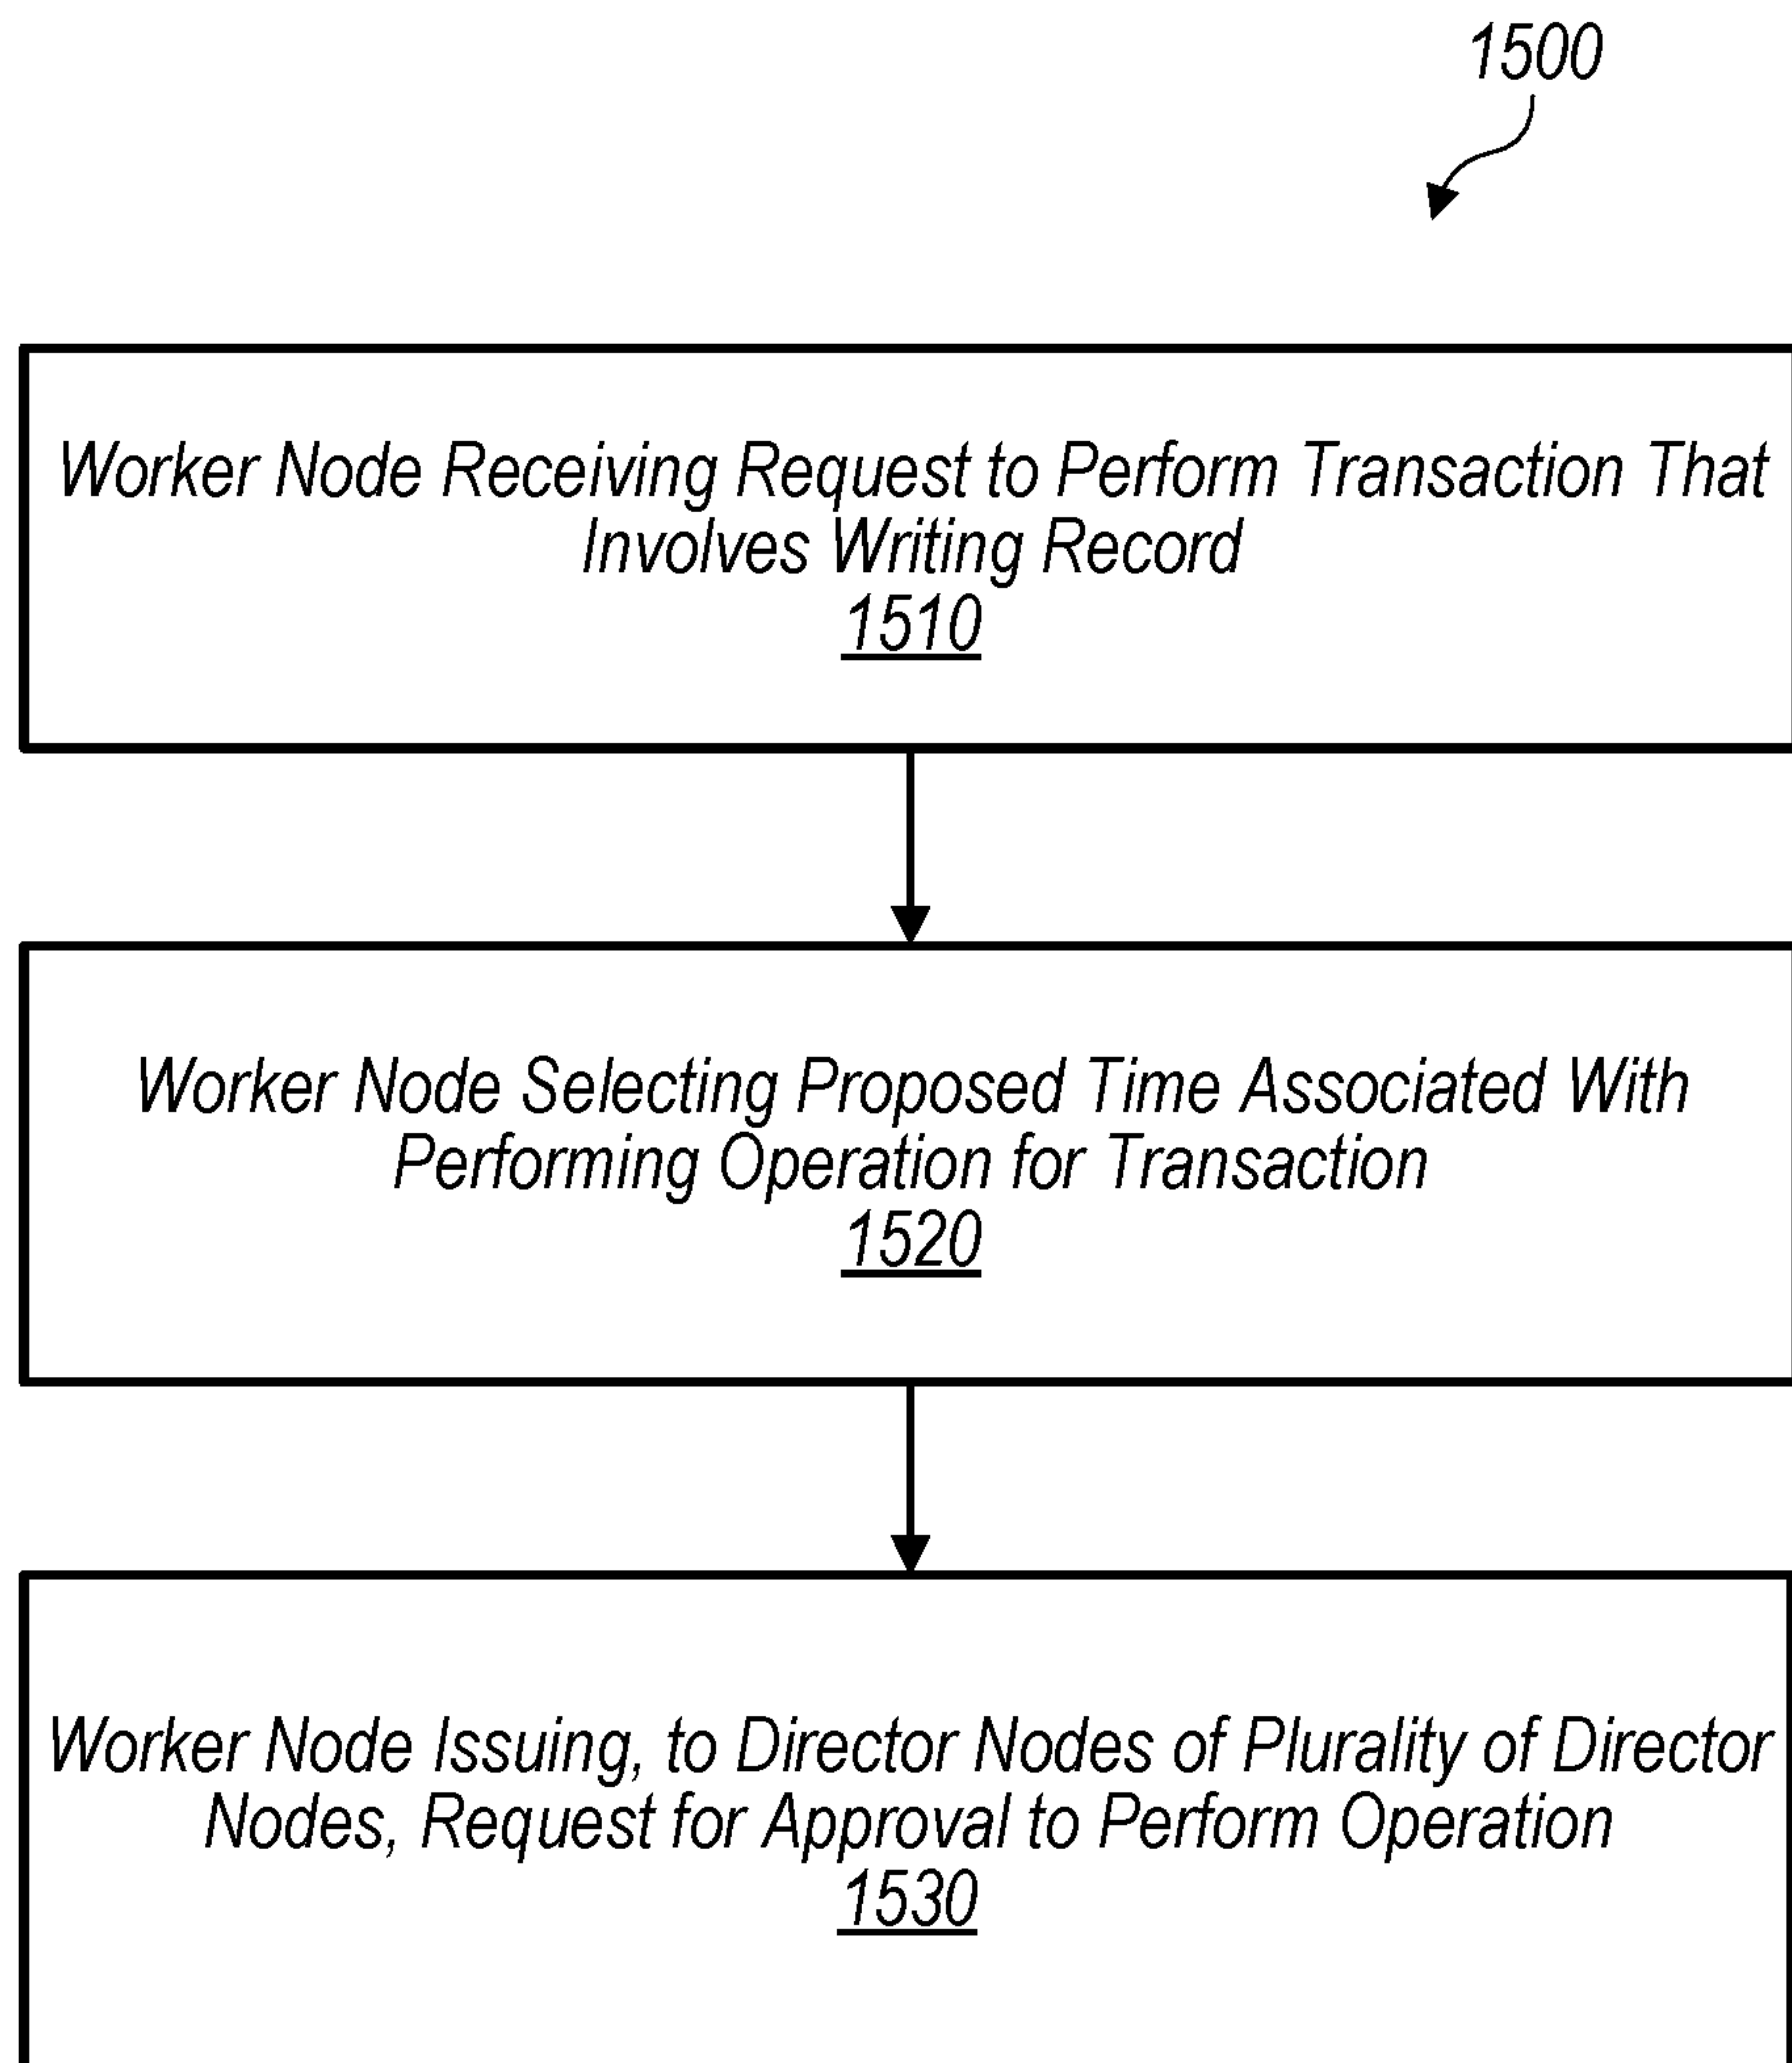 1500
Worker Node Receiving Request to Perform Transaction That
Involves Writing Record
1510
Worker Node Selecting Proposed Time Associated With
Performing Operation for Transaction
1520
Worker Node Issuing, to Director Nodes of Plurality of Director
Nodes, Request for Approval to Perform Operation
1530